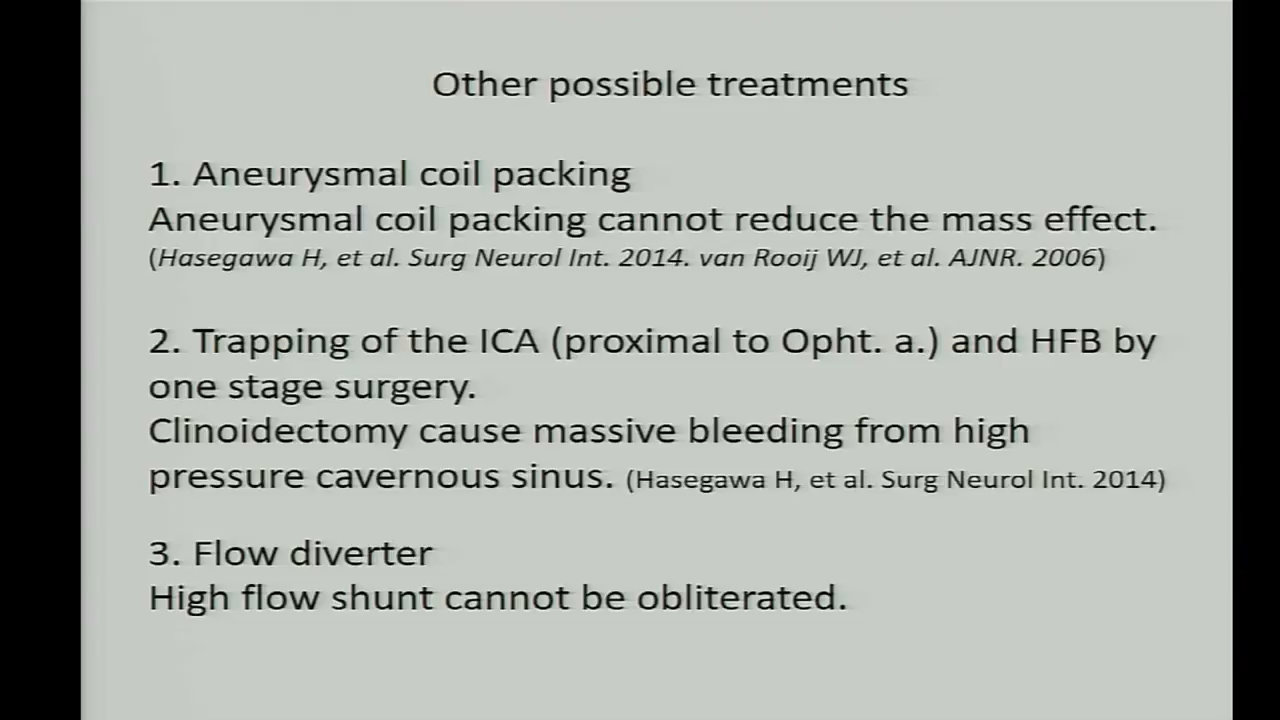 Other possible treatments
1. Aneurysmal coil packing
Aneurysmal coil packing cannot reduce the mass effect.
(Hasegawa H, et al. Surg Neurol Int. 2014. van Rooij WJ, et al. AJNR. 2006)
2. Trapping of the ICA (proximal to Opht. a.) and HFB by
one stage surgery.
Clinoidectomy cause massive bleeding from high
pressure cavernous sinus. (Hasegawa H, et al. Surg Neurol Int. 2014)
3. Flow diverter
High flow shunt cannot be obliterated.